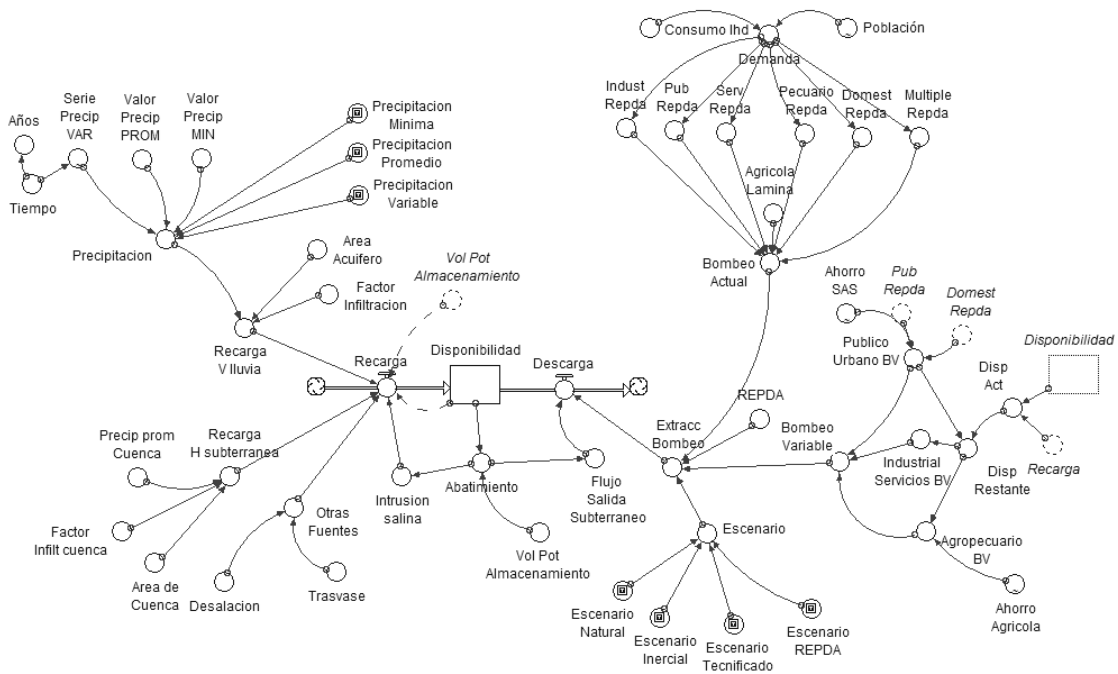 Consumo lhd
Población
Demanda
Indust
Repda
Pub
Repda
Serv
Repda
Pecuario
Repda
Domest
Repda
Multiple
Repda
Años
Serie
Precip
VAR
Valor
Precip
PROM
Valor
Precip
MIN
Precipitacion
Minima
Precipitacion
Promedio
Precipitacion
Variable
Tiempo
Precipitacion
Agricola
Lamina
Bombeo
Actual
Area
Acuifero
Factor
Infiltracion
Vol Pot
Almacenamiento
Recarga
V lluvia
Recarga
Disponibilidad
Descarga
Ahorro
SAS
Pub
Repda
Domest
Repda
Publico
Urbano BV
Disponibilidad
Disp
Act
Recarga
REPDA
Extracc
Bombeo
Bombeo
Variable
Industrial
Servicios BV
Disp
Restante
Precip prom
Cuenca
Recarga
H subterranea
Factor
Infilt cuenca
Area de
Cuenca
Desalacion
Otras
Fuentes
Trasvase
Intrusion
salina
Abatimiento
Flujo
Salida
Subterraneo
Vol Pot
Almacenamiento
Escenario
Agropecuario
BV
Ahorro
Agricola
Escenario
Natural
Escenario
Inercial
Escenario
Tecnificado
Escenario
REPDA